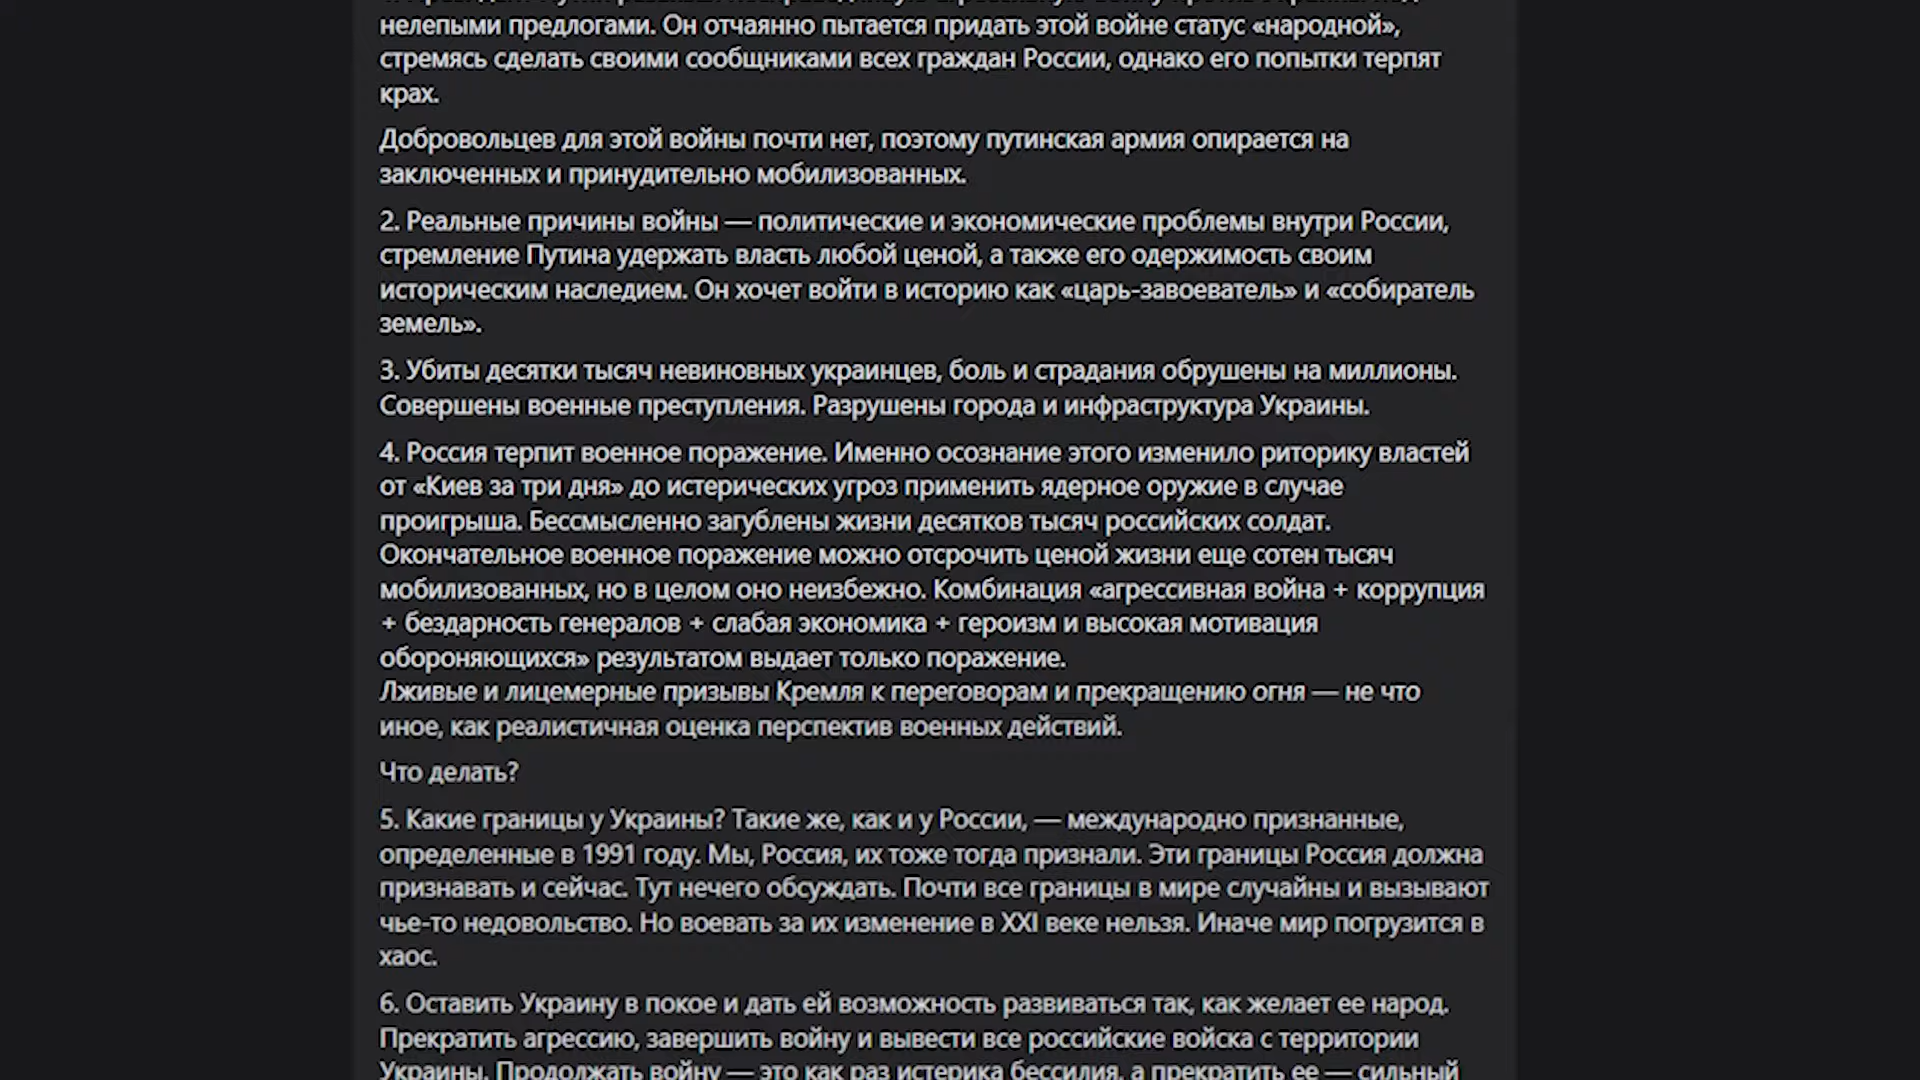 нелепыми предлогами. Он отчаянно пытается придать этой войне статус «народной»,
стремясь сделать своими сообщниками всех граждан России, однако его попытки терпят
крах.
Добровольцев для этой войны почти нет, поэтому путинская армия опирается на
заключенных и принудительно мобилизованных.
2. Реальные причины войны — политические и экономические проблемы внутри России,
стремление Путина удержать власть любой ценой, а также его одержимость своим
историческим наследием. Он хочет войти в историю как «царь-завоеватель» и «собиратель
земель».
3. Убиты десятки тысяч невиновных украинцев, боль и страдания обрушены на миллионы.
Совершены военные преступления. Разрушены города и инфраструктура Украины.
4. Россия терпит военное поражение. Именно осознание этого изменило риторику властей
от «Киев за три дня» до истерических угроз применить ядерное оружие в случае
проигрыша. Бессмысленно загублены жизни десятков тысяч российских солдат.
Окончательное военное поражение можно отсрочить ценой жизни еще сотен тысяч
мобилизованных, но в целом оно неизбежно. Комбинация «агрессивная война + коррупция
+ бездарность генералов + слабая экономика + героизм и высокая мотивация
обороняющихся» результатом выдает только поражение.
Лживые и лицемерные призывы Кремля к переговорам и прекращению огня — не что
иное, как реалистичная оценка перспектив военных действий.
Что делать?
5. Какие границы у Украины? Такие же, как и у России, — международно признанные,
определенные в 1991 году. Мы, Россия, их тоже тогда признали. Эти границы Россия должна
признавать и сейчас. Тут нечего обсуждать. Почти все границы в мире случайны и вызывают
чье-то недовольство. Но воевать за их изменение в XXI веке нельзя. Иначе мир погрузится в
хаос.
6. Оставить Украину в покое и дать ей возможность развиваться так, как желает ее народ.
Прекратить агрессию, завершить войну и вывести все российские войска с территории
Украины. Продолжать войну — это как раз истерика бессилия, а прекратить ее — сильный